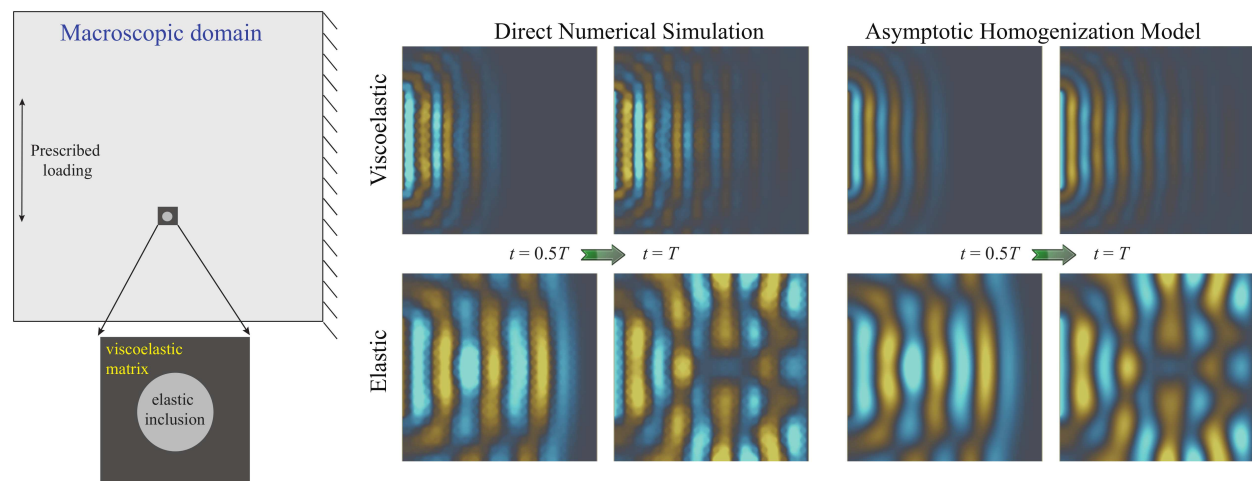 Macroscopic domain
Prescribed
loading
viscoelastic
matrix
elastic
inclusion
Direct Numerical Simulation
Asymptotic Homogenization Model
Viscoelastic
t = 0.5T
t = T
t = 0.5T
t = T
Elastic